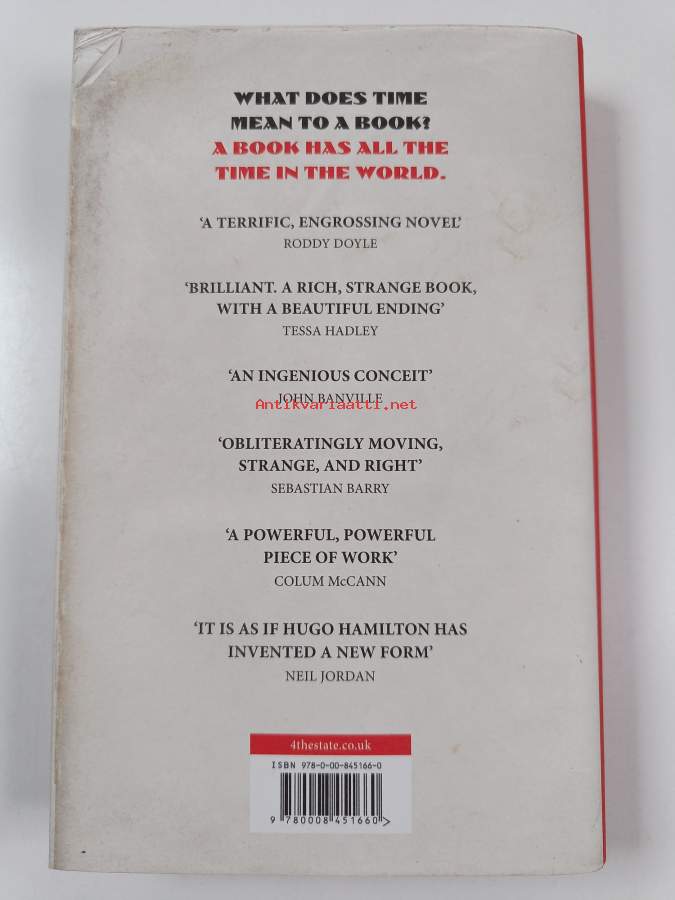 WHAT DOES TIME
MEAN TO A BOOK?
A BOOK HAS ALL THE
TIME IN THE WORLD.
‘A TERRIFIC, ENGROSSING NOVEL’
RODDY DOYLE
‘BRILLIANT. A RICH, STRANGE BOOK,
WITH A BEAUTIFUL ENDING’
TESSA HADLEY
‘AN INGENIOUS CONCEIT’
JOHN BANVILLE
Antikvariaatti.net
‘OBLITERATINGLY MOVING,
STRANGE, AND RIGHT’
SEBASTIAN BARRY
‘A POWERFUL, POWERFUL
PIECE OF WORK’
COLUM McCANN
‘IT IS AS IF HUGO HAMILTON HAS
INVENTED A NEW FORM’
NEIL JORDAN
4thestate.co.uk
ISBN 978-0-00-845166-0
9 780008 451660 >